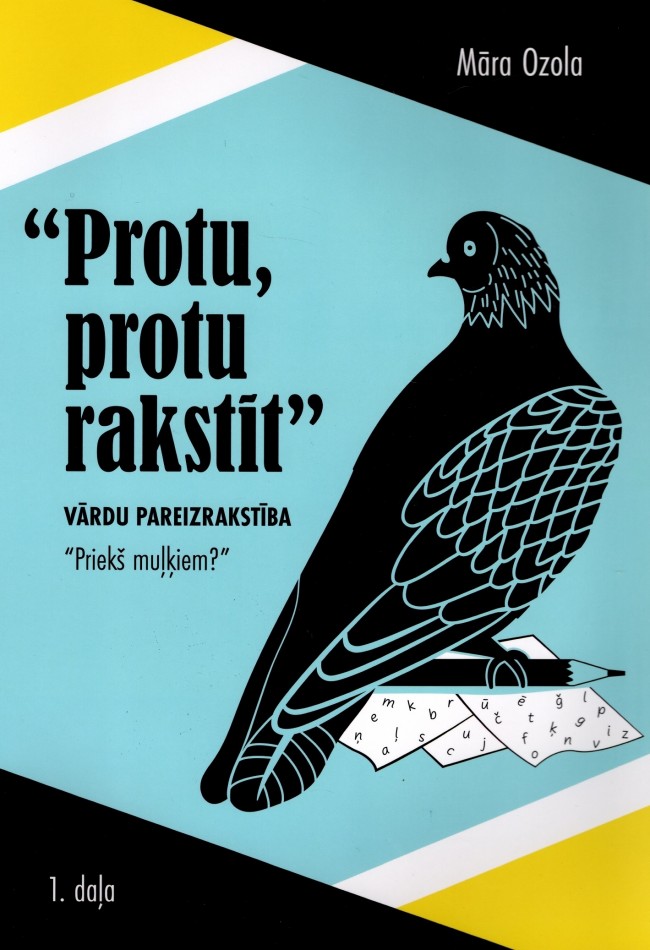 Māra Ozola
“Protu,
protu
rakstīt”
VĀRDU PAREIZRAKSTĪBA
“Priekš muļķiem?”
e m k b r
ņ a ļ s c u j
ū ē ģ l p
č t ķ g
f o n v i z
1. daļa